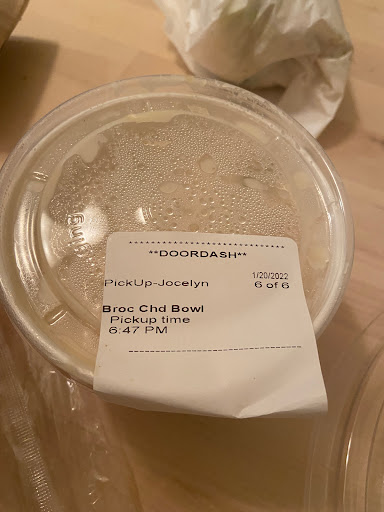 *******************************
**DOORDASH**
1/20/2022
PickUp-Jocelyn 6 of 6
Broc Chd Bowl
Pickup time
6:47 PM